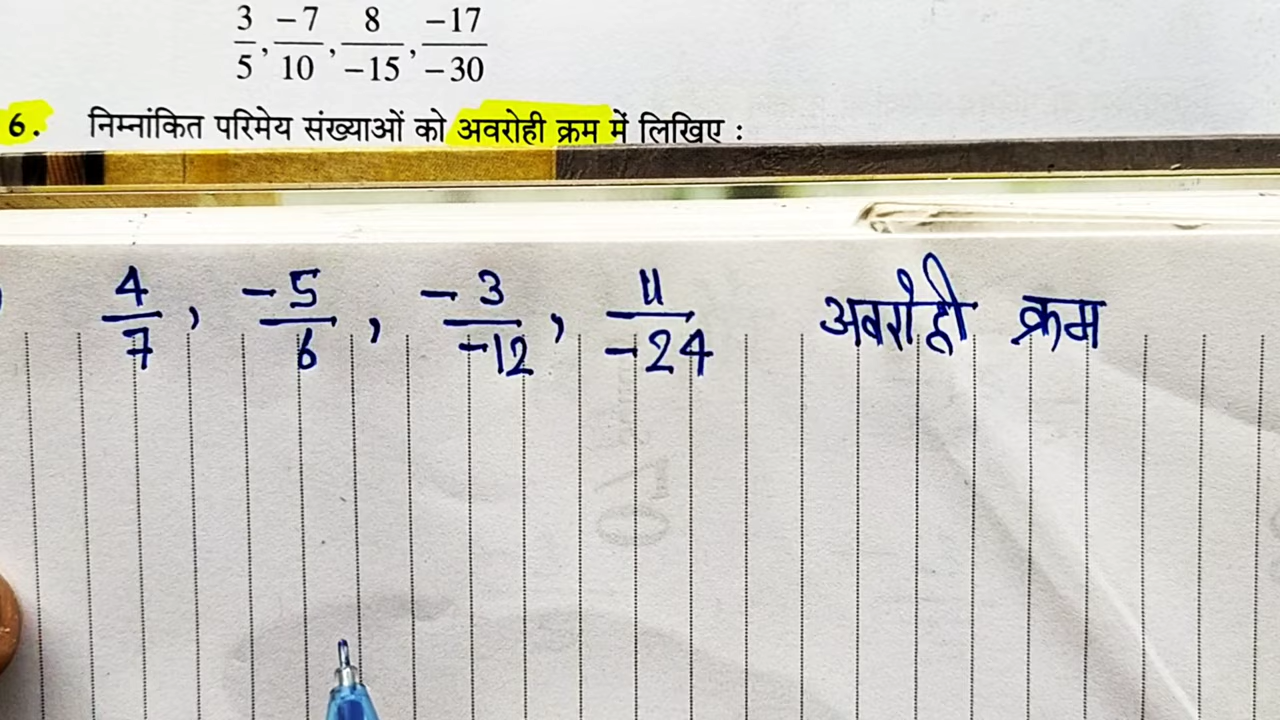 3/5, -7/10, 8/-15, -17/-30
6. निम्नांकित परिमेय संख्याओं को अवरोही क्रम में लिखिए :
4/7, -5/6, -3/-12, 11/-24 अवरोही क्रम